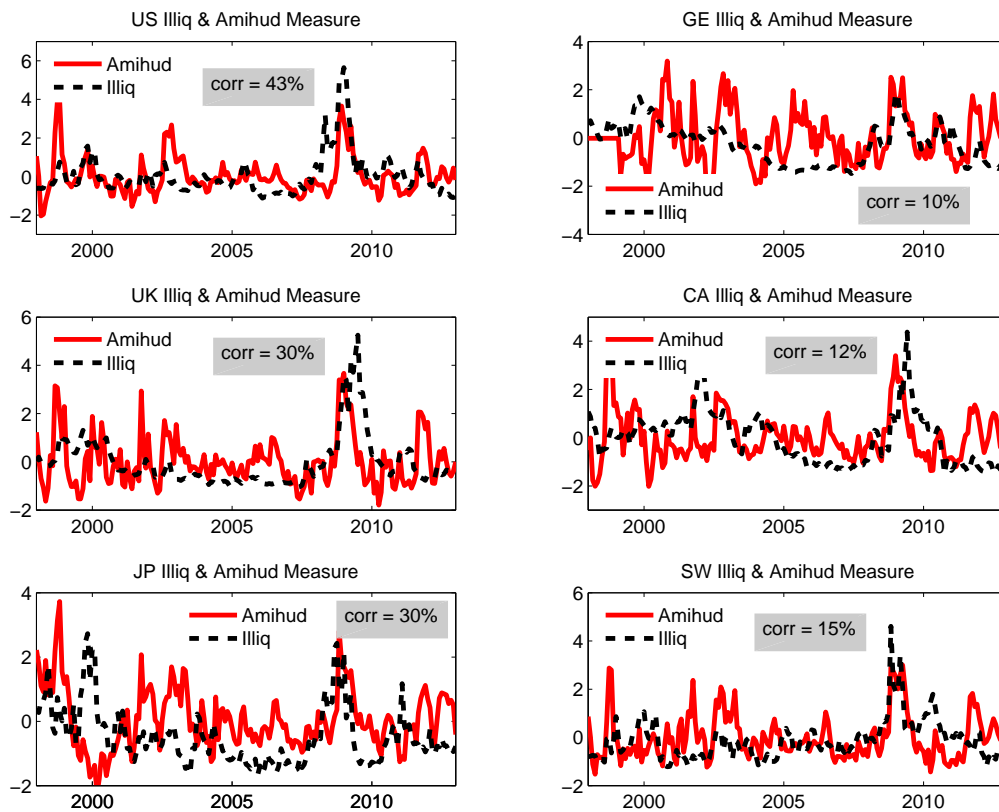 US Illiq & Amihud Measure
6
4
2
0
−2
Amihud
Illiq
corr = 43%
2000
2005
2010
GE Illiq & Amihud Measure
4
2
0
−2
−4
Amihud
Illiq
corr = 10%
2000
2005
2010
UK Illiq & Amihud Measure
6
4
2
0
−2
Amihud
Illiq
corr = 30%
2000
2005
2010
CA Illiq & Amihud Measure
4
2
0
−2
Amihud
Illiq
corr = 12%
2000
2005
2010
JP Illiq & Amihud Measure
4
2
0
−2
Amihud
Illiq
corr = 30%
2000
2005
2010
SW Illiq & Amihud Measure
6
4
2
0
−2
Amihud
Illiq
corr = 15%
2000
2005
2010